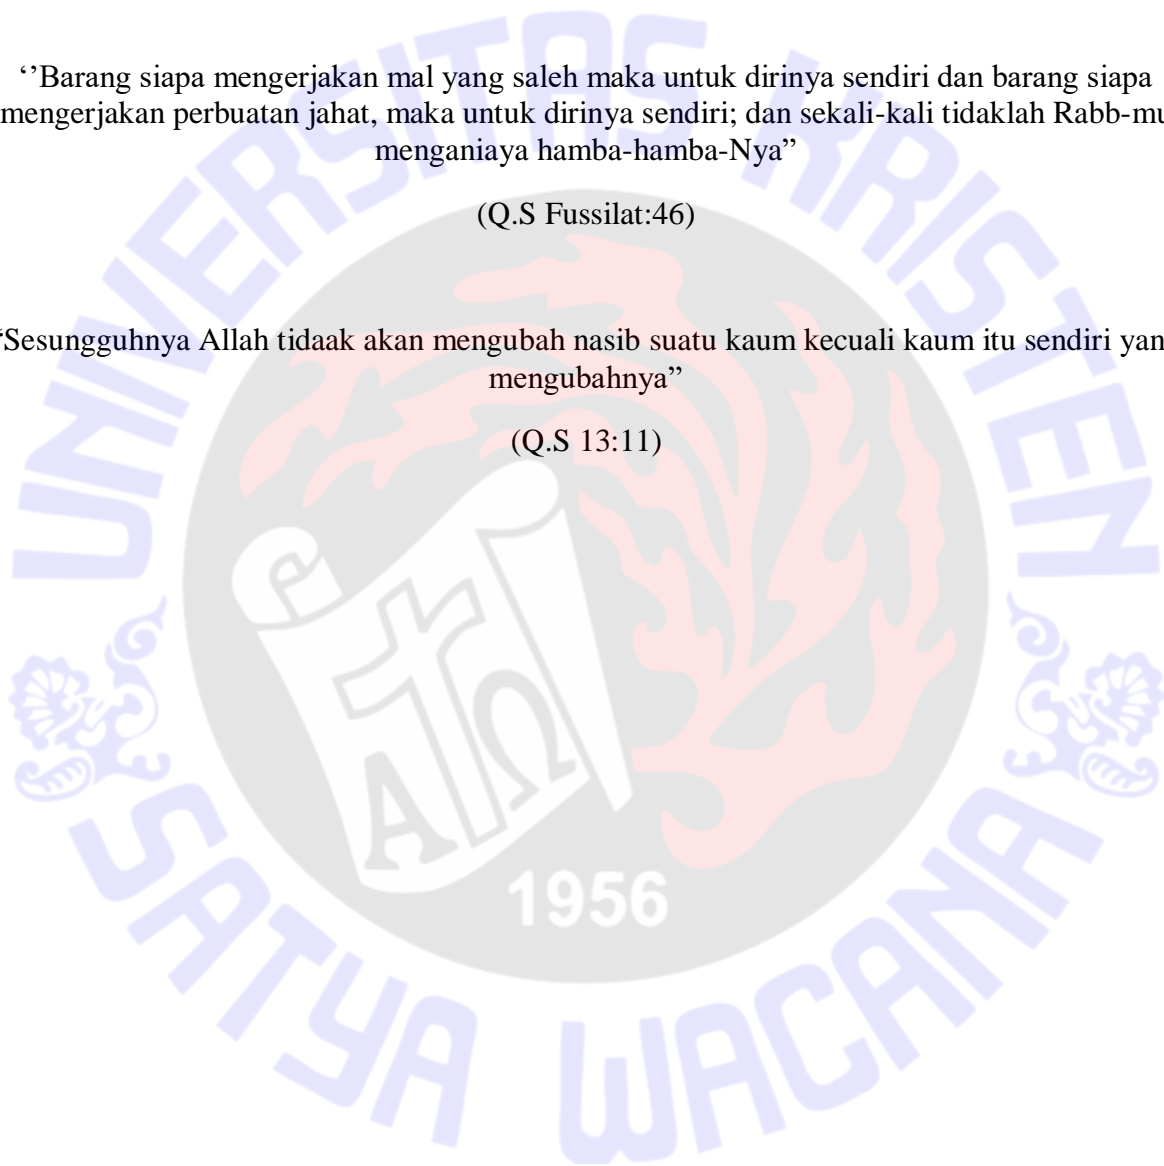 ‘’Barang siapa mengerjakan mal yang saleh maka untuk dirinya sendiri dan barang siapa
mengerjakan perbuatan jahat, maka untuk dirinya sendiri; dan sekali-kali tidaklah Rabb-mu
menganiaya hamba-hamba-Nya”
(Q.S Fussilat:46)
“Sesungguhnya Allah tidaak akan mengubah nasib suatu kaum kecuali kaum itu sendiri yan
mengubahnya”
(Q.S 13:11)
UNIVERSITAS KRISTEN
A Ω
1956
SATYA WACANA